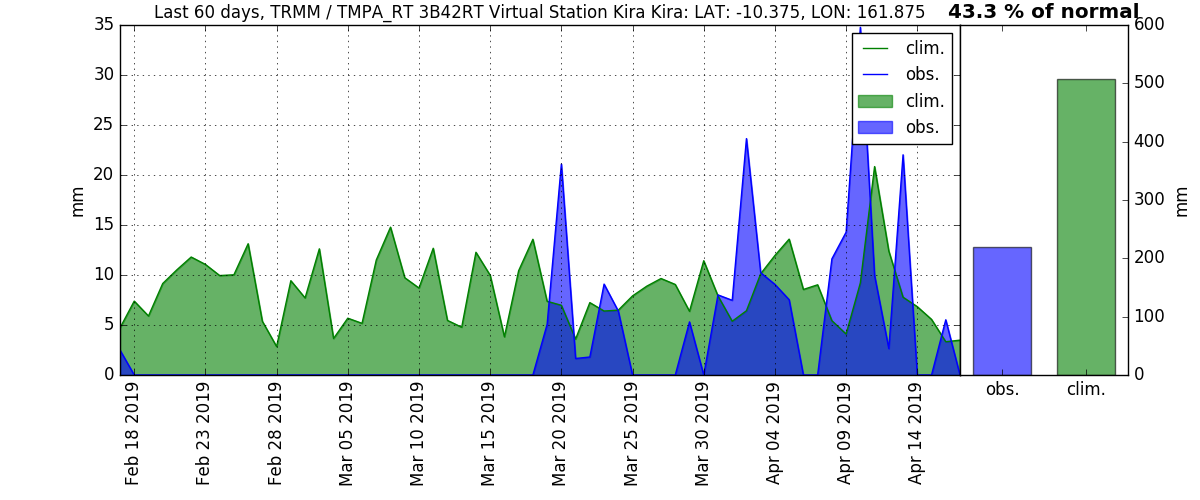 Last 60 days, TRMM / TMPA_RT 3B42RT Virtual Station Kira Kira: LAT: -10.375, LON: 161.875
43.3 % of normal
35
30
25
20
15
10
5
0
mm
clim.
obs.
clim.
obs.
600
500
400
300
200
100
0
mm
obs.
clim.
Feb 18 2019
Feb 23 2019
Feb 28 2019
Mar 05 2019
Mar 10 2019
Mar 15 2019
Mar 20 2019
Mar 25 2019
Mar 30 2019
Apr 04 2019
Apr 09 2019
Apr 14 2019